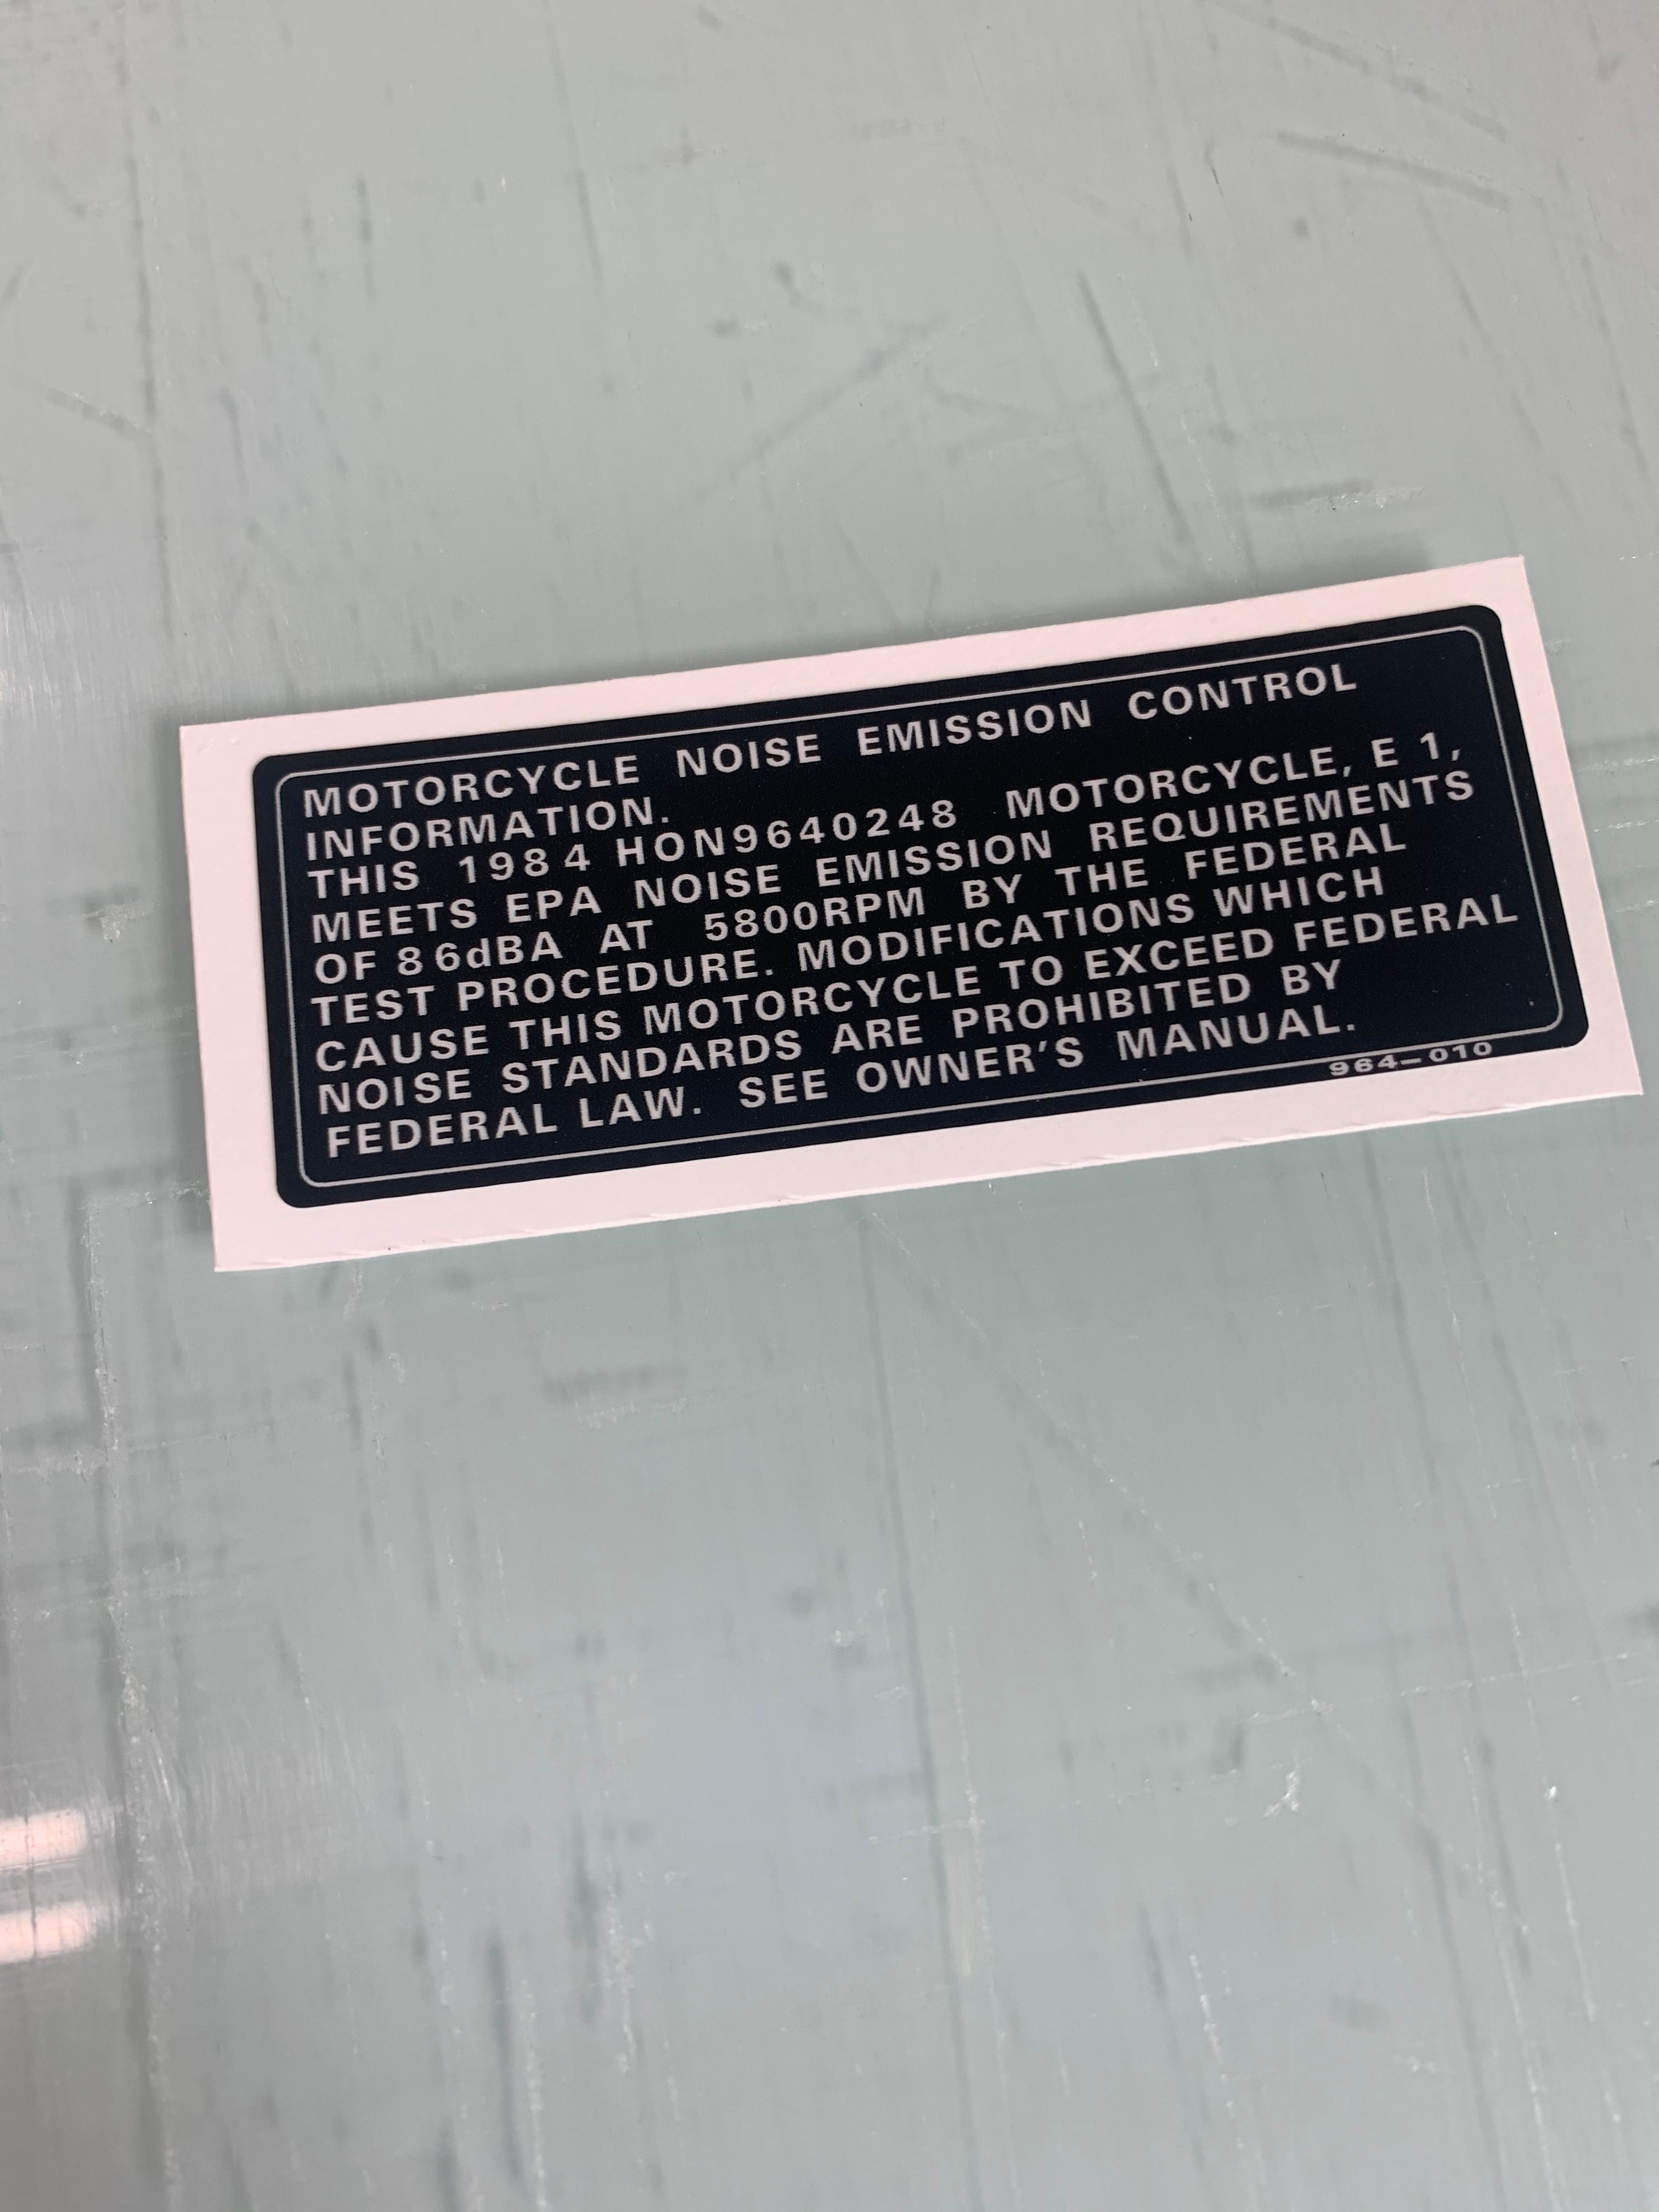 MOTORCYCLE NOISE EMISSION CONTROL
INFORMATION.
THIS 1984 HON9640248 MOTORCYCLE, E 1,
MEETS EPA NOISE EMISSION REQUIREMENTS
OF 86dBA AT 5800RPM BY THE FEDERAL
TEST PROCEDURE. MODIFICATIONS WHICH
CAUSE THIS MOTORCYCLE TO EXCEED FEDERAL
NOISE STANDARDS ARE PROHIBITED BY
FEDERAL LAW. SEE OWNER'S MANUAL.
964-010